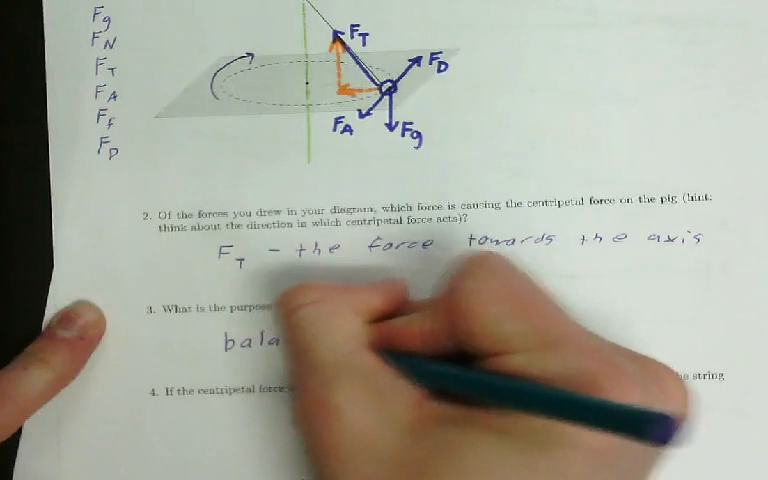 Fg
FN
FT
FA
Ff
FD
FT
FD
FA
Fg
2. Of the forces you drew in your diagram, which force is causing the centripetal force on the pig (hint:
think about the direction in which centripetal force acts)?
FT - the force towards the axis
3. What is the purpose
bala
4. If the centripetal force
string